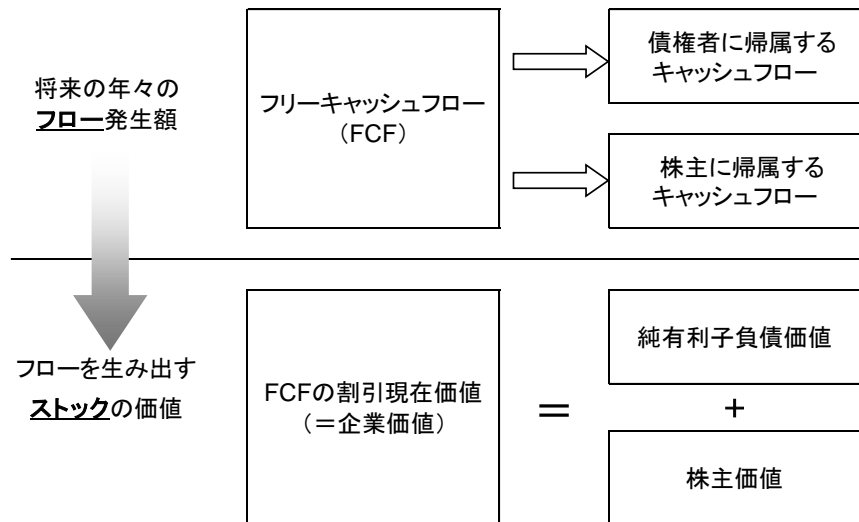 将来の年々の
フロー発生額
フリーキャッシュフロー
（FCF）
債権者に帰属する
キャッシュフロー
株主に帰属する
キャッシュフロー
フローを生み出す
ストックの価値
FCFの割引現在価値
（＝企業価値）
＝
純有利子負債価値
+
株主価値